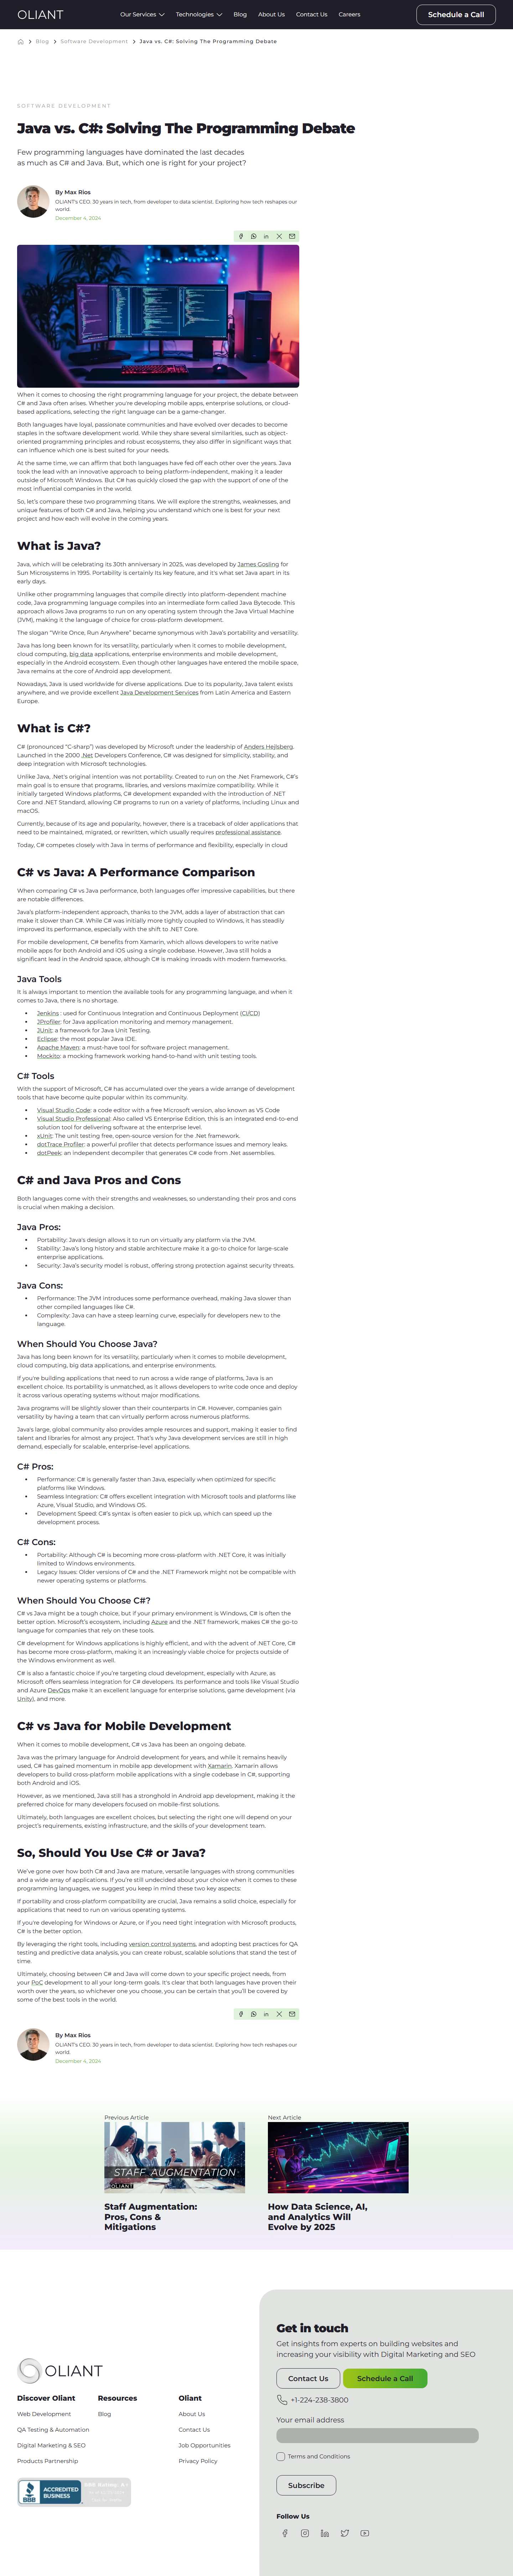 OLIANT
Our Services
Technologies
Blog
About Us
Contact Us
Careers
Schedule a Call
Blog
Software Development
Java vs. C#: Solving The Programming Debate
SOFTWARE DEVELOPMENT
Java vs. C#: Solving The Programming Debate
Few programming languages have dominated the last decades
as much as C# and Java. But, which one is right for your project?
By Max Rios
OLIANT's CEO. 30 years in tech, from developer to data scientist. Exploring how tech reshapes our
world.
December 4, 2024
When it comes to choosing the right programming language for your project, the debate between
C# and Java often arises. Whether you're developing mobile apps, enterprise solutions, or cloud-
based applications, selecting the right language can be a game-changer.
Both languages have loyal, passionate communities and have evolved over decades to become
staples in the software development world. While they share several similarities, such as object-
oriented programming principles and robust ecosystems, they also differ in significant ways that
can influence which one is best suited for your needs.
At the same time, we can affirm that both languages have fed off each other over the years. Java
took the lead with an innovative approach to being platform-independent, making it a leader
outside of Microsoft Windows. But C# has quickly closed the gap with the support of one of the
most influential companies in the world.
So, let's compare these two programming titans. We will explore the strengths, weaknesses, and
unique features of both C# and Java, helping you understand which one is best for your next
project and how each will evolve in the coming years.
What is Java?
Java, which will be celebrating its 30th anniversary in 2025, was developed by James Gosling for
Sun Microsystems in 1995. Portability is certainly its key feature, and it's what set Java apart in its
early days.
Unlike other programming languages that compile directly into platform-dependent machine
code, Java programming language compiles into an intermediate form called Java Bytecode. This
approach allows Java programs to run on any operating system through the Java Virtual Machine
(JVM), making it the language of choice for cross-platform development.
The slogan "Write Once, Run Anywhere" became synonymous with Java's portability and versatility.
Java has long been known for its versatility, particularly when it comes to mobile development,
cloud computing, big data applications, enterprise environments and mobile development,
especially in the Android ecosystem. Even though other languages have entered the mobile space,
Java remains at the core of Android app development.
Nowadays, Java is used worldwide for diverse applications. Due to its popularity, Java talent exists
anywhere, and we provide excellent Java Development Services from Latin America and Eastern
Europe.
What is C#?
C# (pronounced "C-sharp") was developed by Microsoft under the leadership of Anders Hejlsberg.
Launched in the 2000 .Net Developers Conference, C# was designed for simplicity, stability, and
deep integration with Microsoft technologies.
Unlike Java, .Net's original intention was not portability. Created to run on the .Net Framework, C#'s
main goal is to ensure that programs, libraries, and versions maximize compatibility. While it
initially targeted Windows platforms, C# development expanded with the introduction of .NET
Core and .NET Standard, allowing C# programs to run on a variety of platforms, including Linux and
macOS.
Currently, because of its age and popularity, however, there is a traceback of older applications that
need to be maintained, migrated, or rewritten, which usually requires professional assistance.
Today, C# competes closely with Java in terms of performance and flexibility, especially in cloud
C# vs Java: A Performance Comparison
When comparing C# vs Java performance, both languages offer impressive capabilities, but there
are notable differences.
Java's platform-independent approach, thanks to the JVM, adds a layer of abstraction that can
make it slower than C#. While C# was initially more tightly coupled to Windows, it has steadily
improved its performance, especially with the shift to .NET Core.
For mobile development, C# benefits from Xamarin, which allows developers to write native
mobile apps for both Android and iOS using a single codebase. However, Java still holds a
significant lead in the Android space, although C# is making inroads with modern frameworks.
Java Tools
It is always important to mention the available tools for any programming language, and when it
comes to Java, there is no shortage.
• Jenkins : used for Continuous Integration and Continuous Deployment (CI/CD)
• JProfiler: for Java application monitoring and memory management.
• JUnit: a framework for Java Unit Testing.
• Eclipse: the most popular Java IDE.
• Apache Maven: a must-have tool for software project management.
• Mockito: a mocking framework working hand-to-hand with unit testing tools.
C# Tools
With the support of Microsoft, C# has accumulated over the years a wide arrange of development
tools that have become quite popular within its community.
• Visual Studio Code: a code editor with a free Microsoft version, also known as VS Code
• Visual Studio Professional: Also called VS Enterprise Edition, this is an integrated end-to-end
solution tool for delivering software at the enterprise level.
• xUnit: The unit testing free, open-source version for the .Net framework.
• dotTrace Profiler: a powerful profiler that detects performance issues and memory leaks.
• dotPeek: an independent decompiler that generates C# code from .Net assemblies.
C# and Java Pros and Cons
Both languages come with their strengths and weaknesses, so understanding their pros and cons
is crucial when making a decision.
Java Pros:
• Portability: Java's design allows it to run on virtually any platform via the JVM.
• Stability: Java's long history and stable architecture make it a go-to choice for large-scale
enterprise applications.
• Security: Java's security model is robust, offering strong protection against security threats.
Java Cons:
• Performance: The JVM introduces some performance overhead, making Java slower than
other compiled languages like C#.
• Complexity: Java can have a steep learning curve, especially for developers new to the
language.
When Should You Choose Java?
Java has long been known for its versatility, particularly when it comes to mobile development,
cloud computing, big data applications, and enterprise environments.
If you're building applications that need to run across a wide range of platforms, Java is an
excellent choice. Its portability is unmatched, as it allows developers to write code once and deploy
it across various operating systems without major modifications.
Java programs will be slightly slower than their counterparts in C#. However, companies gain
versatility by having a team that can virtually perform across numerous platforms.
Java's large, global community also provides ample resources and support, making it easier to find
talent and libraries for almost any project. That's why Java development services are still in high
demand, especially for scalable, enterprise-level applications.
C# Pros:
• Performance: C# is generally faster than Java, especially when optimized for specific
platforms like Windows.
• Seamless Integration: C# offers excellent integration with Microsoft tools and platforms like
Azure, Visual Studio, and Windows OS.
• Development Speed: C#'s syntax is often easier to pick up, which can speed up the
development process.
C# Cons:
• Portability: Although C# is becoming more cross-platform with .NET Core, it was initially
limited to Windows environments.
• Legacy Issues: Older versions of C# and the .NET Framework might not be compatible with
newer operating systems or platforms.
When Should You Choose C#?
C# vs Java might be a tough choice, but if your primary environment is Windows, C# is often the
better option. Microsoft's ecosystem, including Azure and the .NET framework, makes C# the go-to
language for companies that rely on these tools.
C# development for Windows applications is highly efficient, and with the advent of .NET Core, C#
has become more cross-platform, making it an increasingly viable choice for projects outside of
the Windows environment as well.
C# is also a fantastic choice if you're targeting cloud development, especially with Azure, as
Microsoft offers seamless integration for C# developers. Its performance and tools like Visual Studio
and Azure DevOps make it an excellent language for enterprise solutions, game development (via
Unity), and more.
C# vs Java for Mobile Development
When it comes to mobile development, C# vs Java has been an ongoing debate.
Java was the primary language for Android development for years, and while it remains heavily
used, C# has gained momentum in mobile app development with Xamarin. Xamarin allows
developers to build cross-platform mobile applications with a single codebase in C#, supporting
both Android and iOS.
However, as we mentioned, Java still has a stronghold in Android app development, making it the
preferred choice for many developers focused on mobile-first solutions.
Ultimately, both languages are excellent choices, but selecting the right one will depend on your
project's requirements, existing infrastructure, and the skills of your development team.
So, Should You Use C# or Java?
We've gone over how both C# and Java are mature, versatile languages with strong communities
and a wide array of applications. If you're still undecided about your choice when it comes to these
programming languages, we suggest you keep in mind these two key aspects:
If portability and cross-platform compatibility are crucial, Java remains a solid choice, especially for
applications that need to run on various operating systems.
If you're developing for Windows or Azure, or if you need tight integration with Microsoft products,
C# is the better option.
By leveraging the right tools, including version control systems, and adopting best practices for QA
testing and predictive data analysis, you can create robust, scalable solutions that stand the test of
time.
Ultimately, choosing between C# and Java will come down to your specific project needs, from
your PoC development to all your long-term goals. It's clear that both languages have proven their
worth over the years, so whichever one you choose, you can be certain that you'll be covered by
some of the best tools in the world.
By Max Rios
OLIANT's CEO. 30 years in tech, from developer to data scientist. Exploring how tech reshapes our
world.
December 4, 2024
Previous Article
STAFF AUGMENTATION
OLIANT
Staff Augmentation:
Pros, Cons &
Mitigations
Next Article
How Data Science, AI,
and Analytics Will
Evolve by 2025
OLIANT
Discover Oliant
Web Development
QA Testing & Automation
Digital Marketing & SEO
Products Partnership
Resources
Blog
Oliant
About Us
Contact Us
Job Opportunities
Privacy Policy
BBB
ACCREDITED
BUSINESS
BBB Rating: A+
Get in touch
Get insights from experts on building websites and
increasing your visibility with Digital Marketing and SEO
Contact Us
Schedule a Call
+1-224-238-3800
Your email address
Terms and Conditions
Subscribe
Follow Us